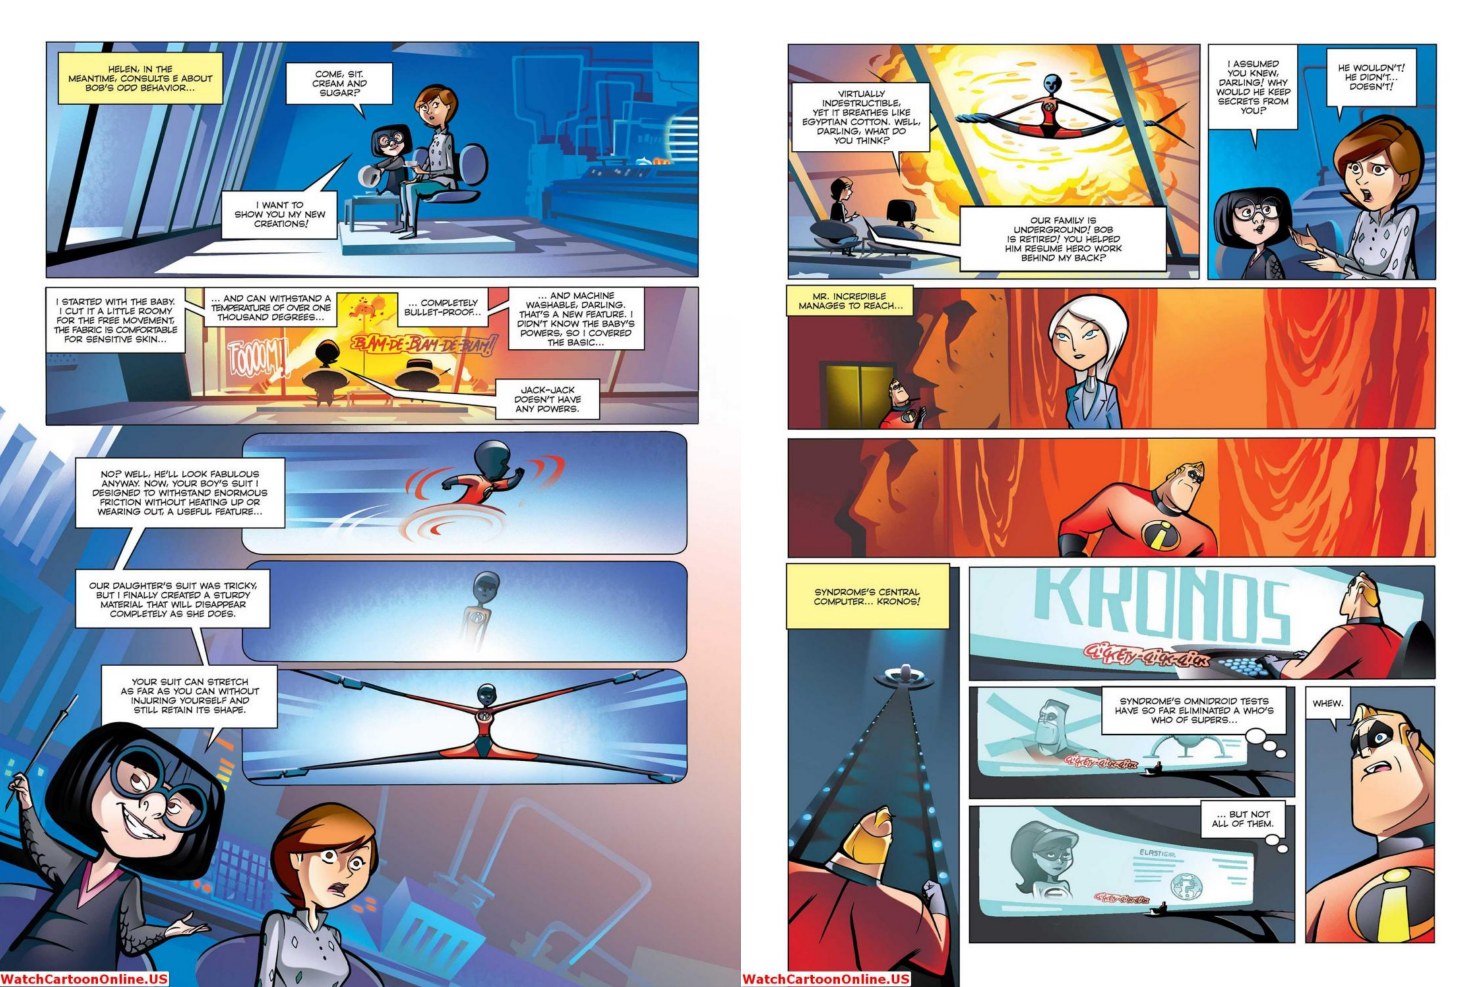 HELEN, IN THE
MEANTIME, CONSULTS E ABOUT
BOB'S ODD BEHAVIOR...
COME, SIT.
CREAM AND
SUGAR?
I WANT TO
SHOW YOU MY NEW
CREATIONS!
I STARTED WITH THE BABY.
I CUT IT A LITTLE ROOMY
FOR THE FREE MOVEMENT,
THE FABRIC IS COMFORTABLE
FOR SENSITIVE SKIN...
... AND CAN WITHSTAND A
TEMPERATURE OF OVER ONE
THOUSAND DEGREES...
... COMPLETELY
BULLET-PROOF...
... AND MACHINE
WASHABLE, DARLING.
THAT'S A NEW FEATURE. I
DIDN'T KNOW THE BABY'S
POWERS, SO I COVERED
THE BASIC...
FOOOOM!
BLAM-DE-BLAM-DE-BLAM!
JACK-JACK
DOESN'T HAVE
ANY POWERS.
NO? WELL, HE'LL LOOK FABULOUS
ANYWAY. NOW, YOUR BOY'S SUIT I
DESIGNED TO WITHSTAND ENORMOUS
FRICTION WITHOUT HEATING UP OR
WEARING OUT, A USEFUL FEATURE...
OUR DAUGHTER'S SUIT WAS TRICKY,
BUT I FINALLY CREATED A STURDY
MATERIAL THAT WILL DISAPPEAR
COMPLETELY AS SHE DOES.
YOUR SUIT CAN STRETCH
AS FAR AS YOU CAN WITHOUT
INJURING YOURSELF AND
STILL RETAIN ITS SHAPE.
WatchCartoonOnline.US
VIRTUALLY
INDESTRUCTIBLE,
YET IT BREATHES LIKE
EGYPTIAN COTTON. WELL,
DARLING, WHAT DO
YOU THINK?
OUR FAMILY IS
UNDERGROUND! BOB
IS RETIRED! YOU HELPED
HIM RESUME HERO WORK
BEHIND MY BACK?
I ASSUMED
YOU KNEW,
DARLING! WHY
WOULD HE KEEP
SECRETS FROM
YOU?
HE WOULDN'T!
HE DIDN'T...
DOESN'T!
MR. INCREDIBLE
MANAGES TO REACH...
SYNDROME'S CENTRAL
COMPUTER... KRONOS!
KRONOS
CLICKETY-CLICK-CLICK
SYNDROME'S OMNIDROID TESTS
HAVE SO FAR ELIMINATED A WHO'S
WHO OF SUPERS...
CLICKETY-CLICK-CLICK
WHEW.
... BUT NOT
ALL OF THEM.
ELASTIGIRL
CLICKETY-CLICK-CLICK
WatchCartoonOnline.US